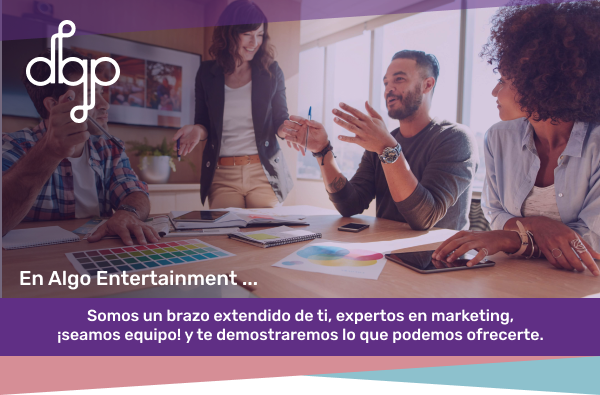 algo
En Algo Entertainment ...
Somos un brazo extendido de ti, expertos en marketing,
¡seamos equipo! y te demostraremos lo que podemos ofrecerte.